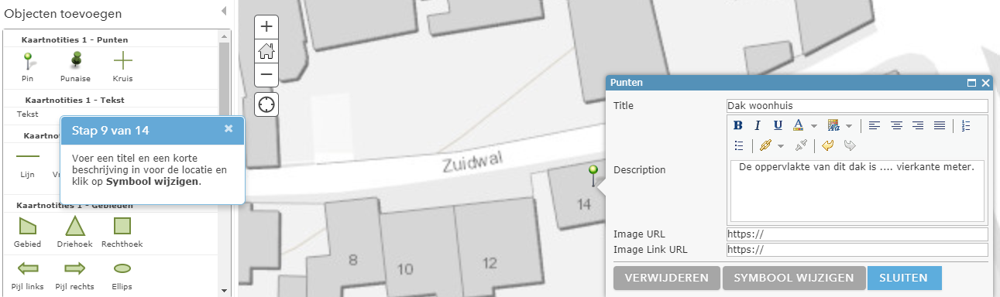 Objecten toevoegen
Kaartnotities 1 - Punten
Pin
Punaise
Kruis
Kaartnotities 1 - Tekst
Tekst
Stap 9 van 14
Voer een titel en een korte
beschrijving in voor de locatie en
klik op Symbool wijzigen.
Lijn
Kaartnotities 1 - Gebieden
Gebied
Driehoek
Rechthoek
Pijl links
Pijl rechts
Ellips
Zuidwal
14
8
10
12
Punten
Title
Dak woonhuis
B I U A
Description
De oppervlakte van dit dak is .... vierkante meter.
Image URL
https://
Image Link URL
https://
VERWIJDEREN
SYMBOOL WIJZIGEN
SLUITEN